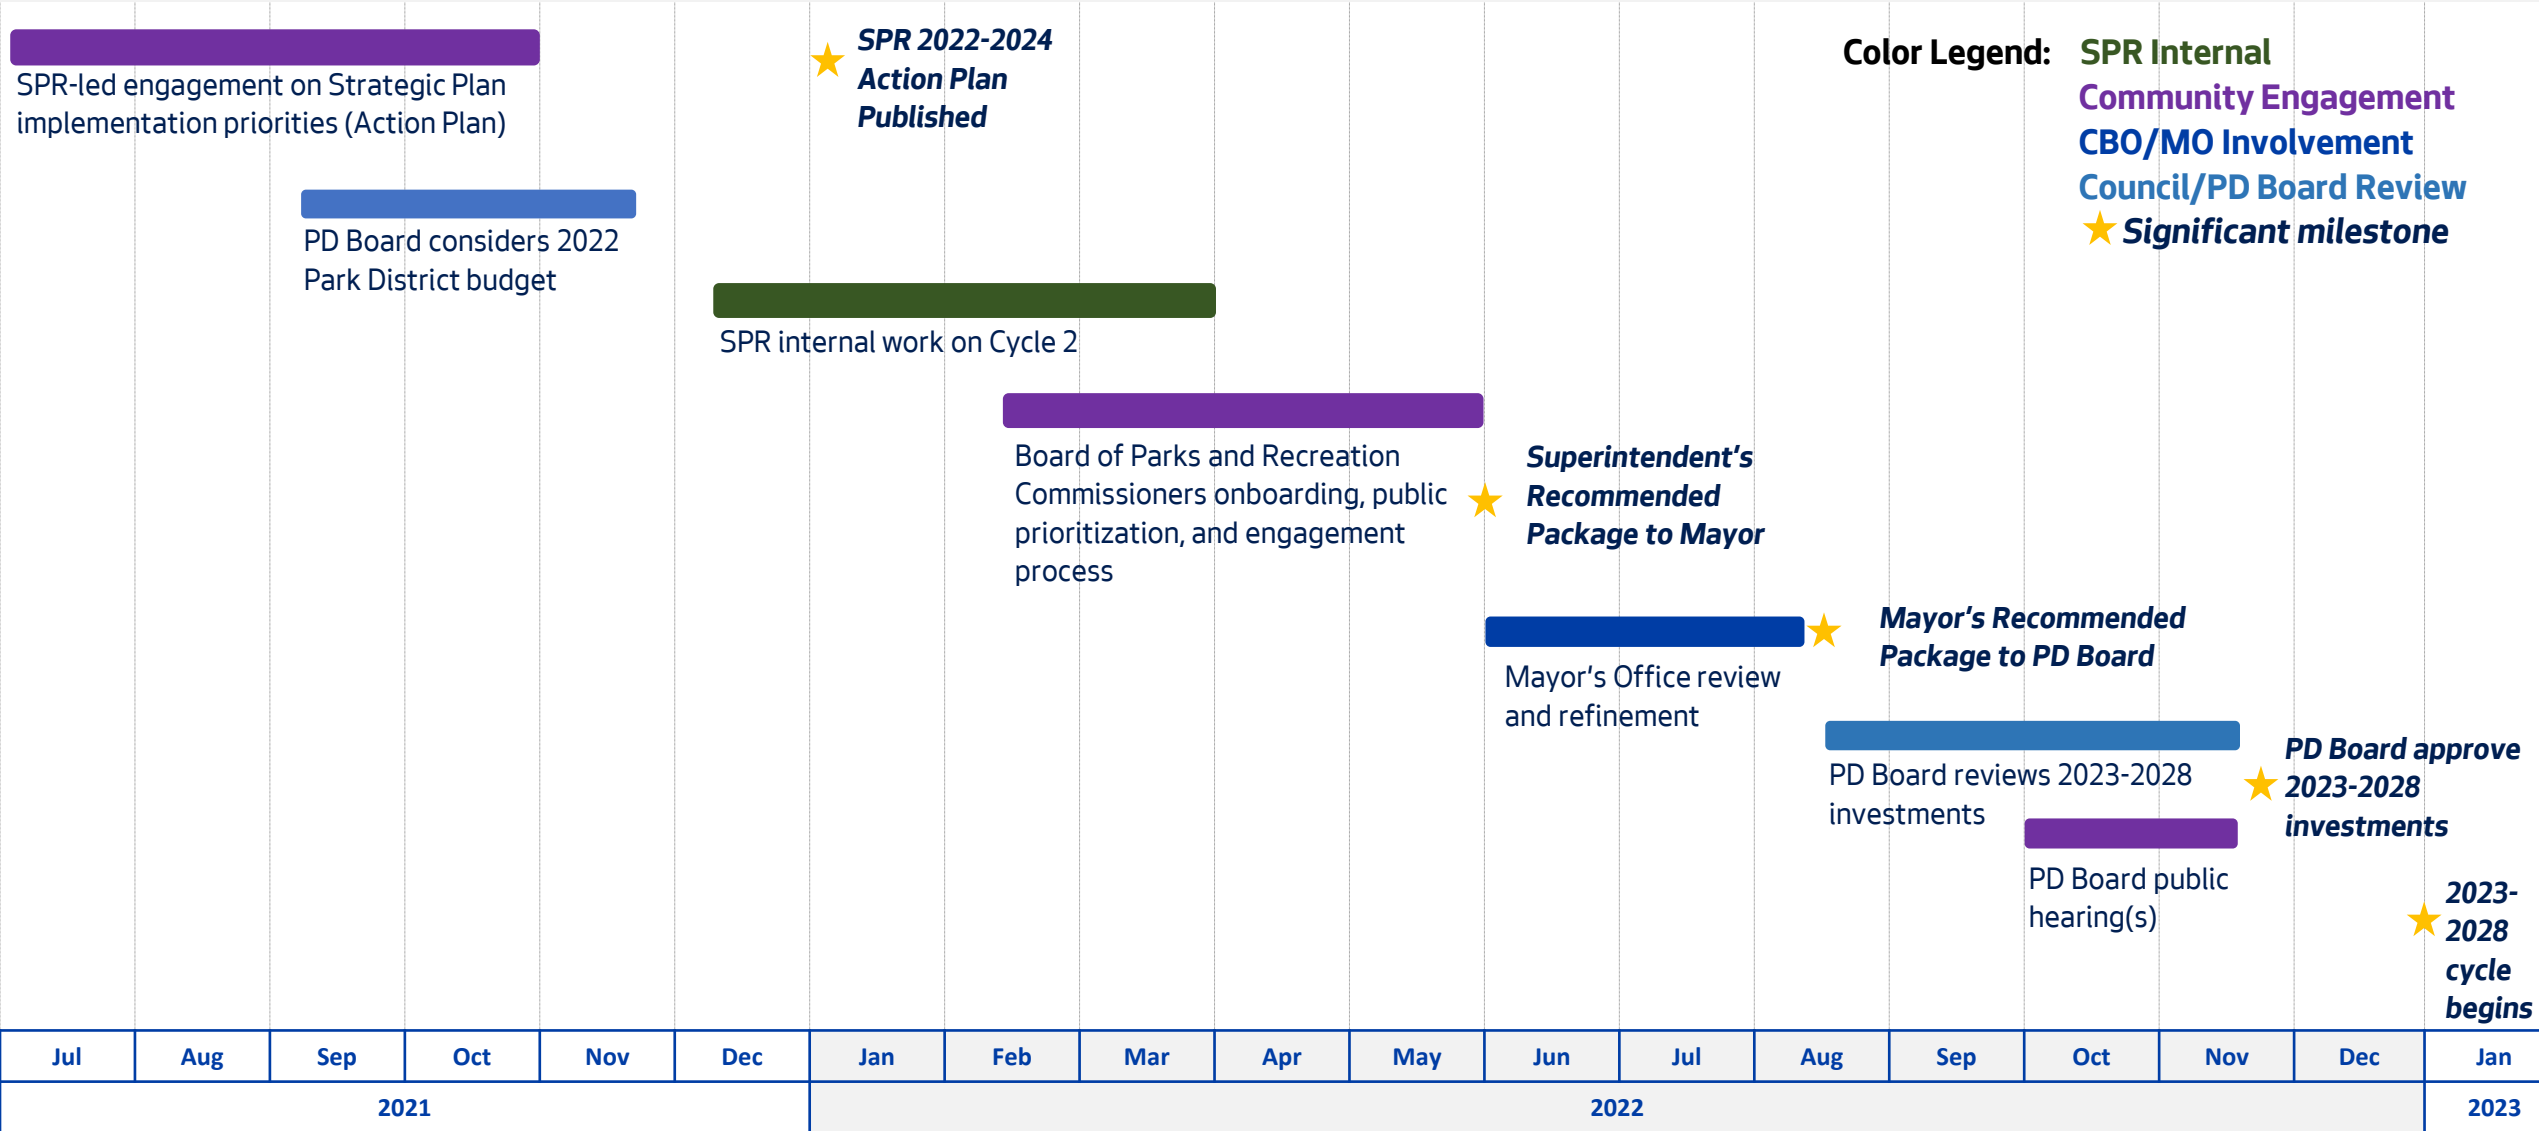 SPR-led engagement on Strategic Plan
implementation priorities (Action Plan)
SPR 2022-2024
Action Plan
Published
Color Legend:
SPR Internal
Community Engagement
CBO/MO Involvement
Council/PD Board Review
Significant milestone
PD Board considers 2022
Park District budget
SPR internal work on Cycle 2
Board of Parks and Recreation
Commissioners onboarding, public
prioritization, and engagement
process
Superintendent's
Recommended
Package to Mayor
Mayor's Office review
and refinement
Mayor's Recommended
Package to PD Board
PD Board reviews 2023-2028
investments
PD Board approve
2023-2028
investments
PD Board public
hearing(s)
2023-
2028
cycle
begins
Jul Aug Sep Oct Nov Dec Jan Feb Mar Apr May Jun Jul Aug Sep Oct Nov Dec Jan
2021 2022 2023